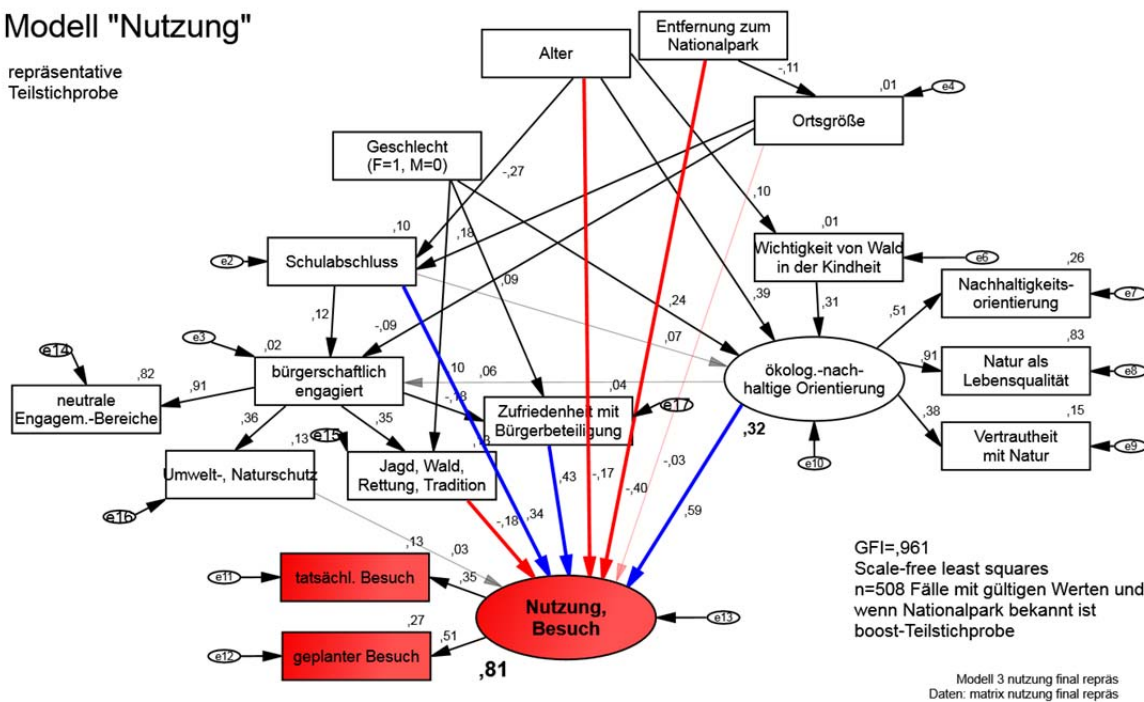 Modell "Nutzung"
repräsentative
Teilstichprobe
Alter
Entfernung zum
Nationalpark
-,11
,01
e4
Ortsgröße
Geschlecht
(F=1, M=0)
-,27
,10
,18
,10
,01
e2
Schulabschluss
Wichtigkeit von Wald
in der Kindheit
e6
,26
Nachhaltigkeits-
orientierung
e7
,09
,24
,39
,31
,51
,12
-,09
,07
e3
,02
e14
,82
neutrale
Engagem.-Bereiche
,91
bürgerschaftlich
engagiert
,10
,06
,04
ökolog.-nach-
haltige Orientierung
,91
,83
Natur als
Lebensqualität
e8
,36
,35
-,13
Zufriedenheit mit
Bürgerbeteiligung
e17
,32
,38
,15
Vertrautheit
mit Natur
e9
e10
,13
e15
Umwelt-, Naturschutz
Jagd, Wald,
Rettung, Tradition
,13
e16
,43
-,17
-,03
-,40
,59
-,18
,34
,03
,13
e11
tatsächl. Besuch
,35
Nutzung,
Besuch
e13
,27
e12
geplanter Besuch
,51
,81
GFI=,961
Scale-free least squares
n=508 Fälle mit gültigen Werten und
wenn Nationalpark bekannt ist
boost-Teilstichprobe
Modell 3 nutzung final repräs
Daten: matrix nutzung final repräs